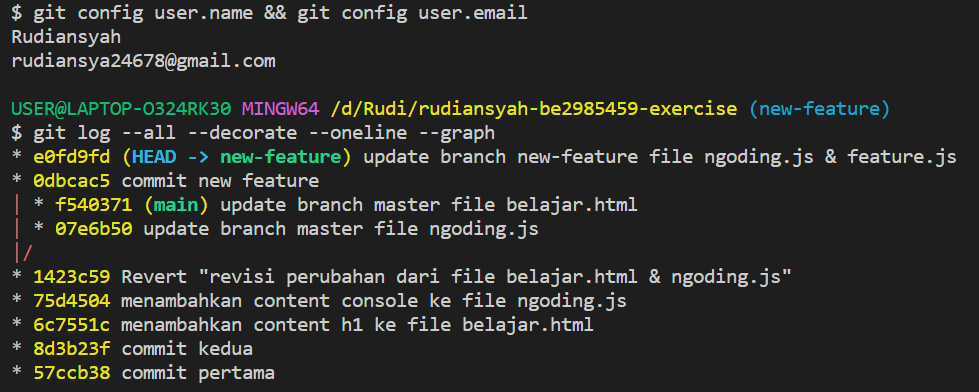 $ git config user.name && git config user.email
Rudiansyah
rudiansya24678@gmail.com
USER@LAPTOP-O324RK30 MINGW64 /d/Rudi/rudiansyah-be2985459-exercise (new-feature)
$ git log --all --decorate --oneline --graph
* e0fd9fd (HEAD -> new-feature) update branch new-feature file ngoding.js & feature.js
* 0dbcac5 commit new feature
| * f540371 (main) update branch master file belajar.html
| * 07e6b50 update branch master file ngoding.js
|/
* 1423c59 Revert "revisi perubahan dari file belajar.html & ngoding.js"
* 75d4504 menambahkan content console ke file ngoding.js
* 6c7551c menambahkan content h1 ke file belajar.html
* 8d3b23f commit kedua
* 57ccb38 commit pertama